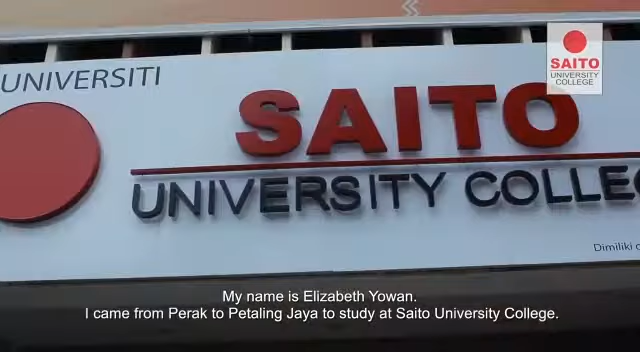 UNIVERSITI
SAITO
UNIVERSITY COLLEG
Dimiliki
SAITO
UNIVERSITY
COLLEGE
My name is Elizabeth Yowan.
I came from Perak to Petaling Jaya to study at Saito University College.